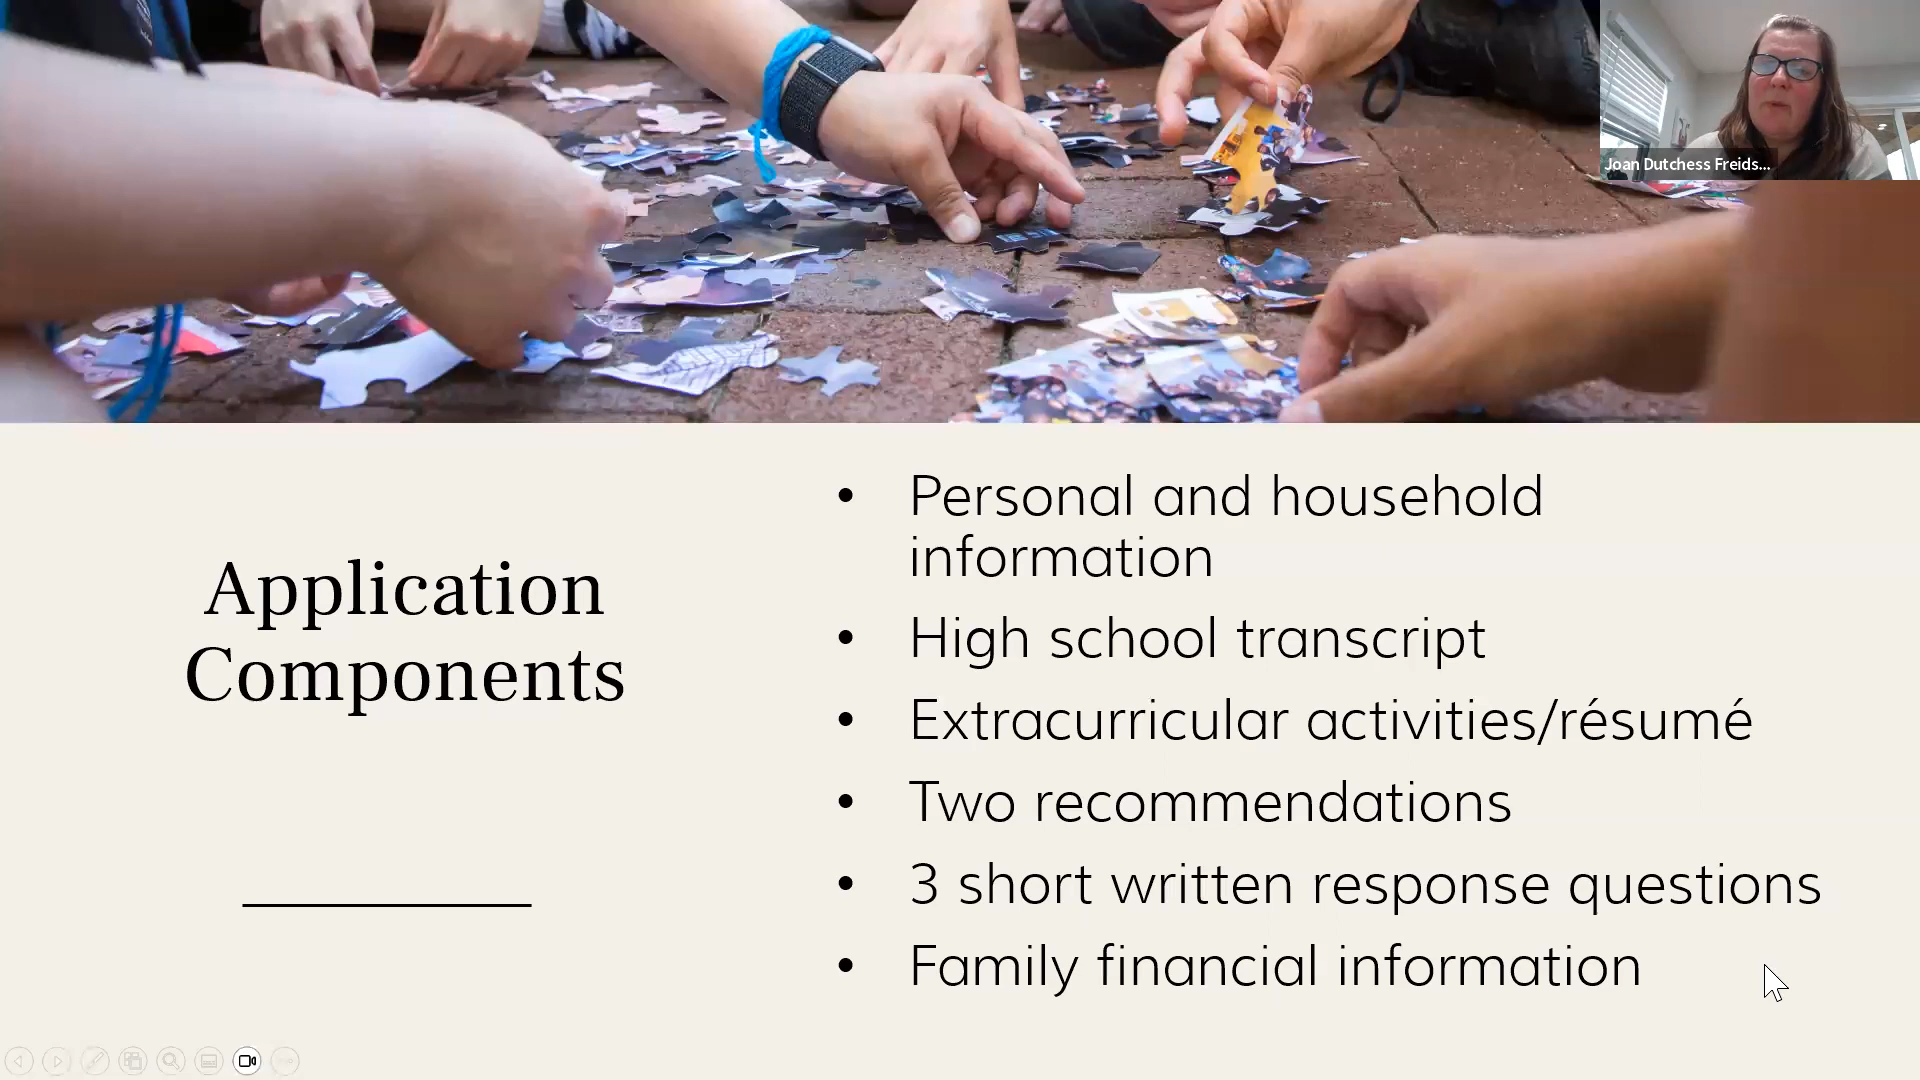 Joan Dutchess Freids...
Application
Components
• Personal and household
information
• High school transcript
• Extracurricular activities/résumé
• Two recommendations
• 3 short written response questions
• Family financial information